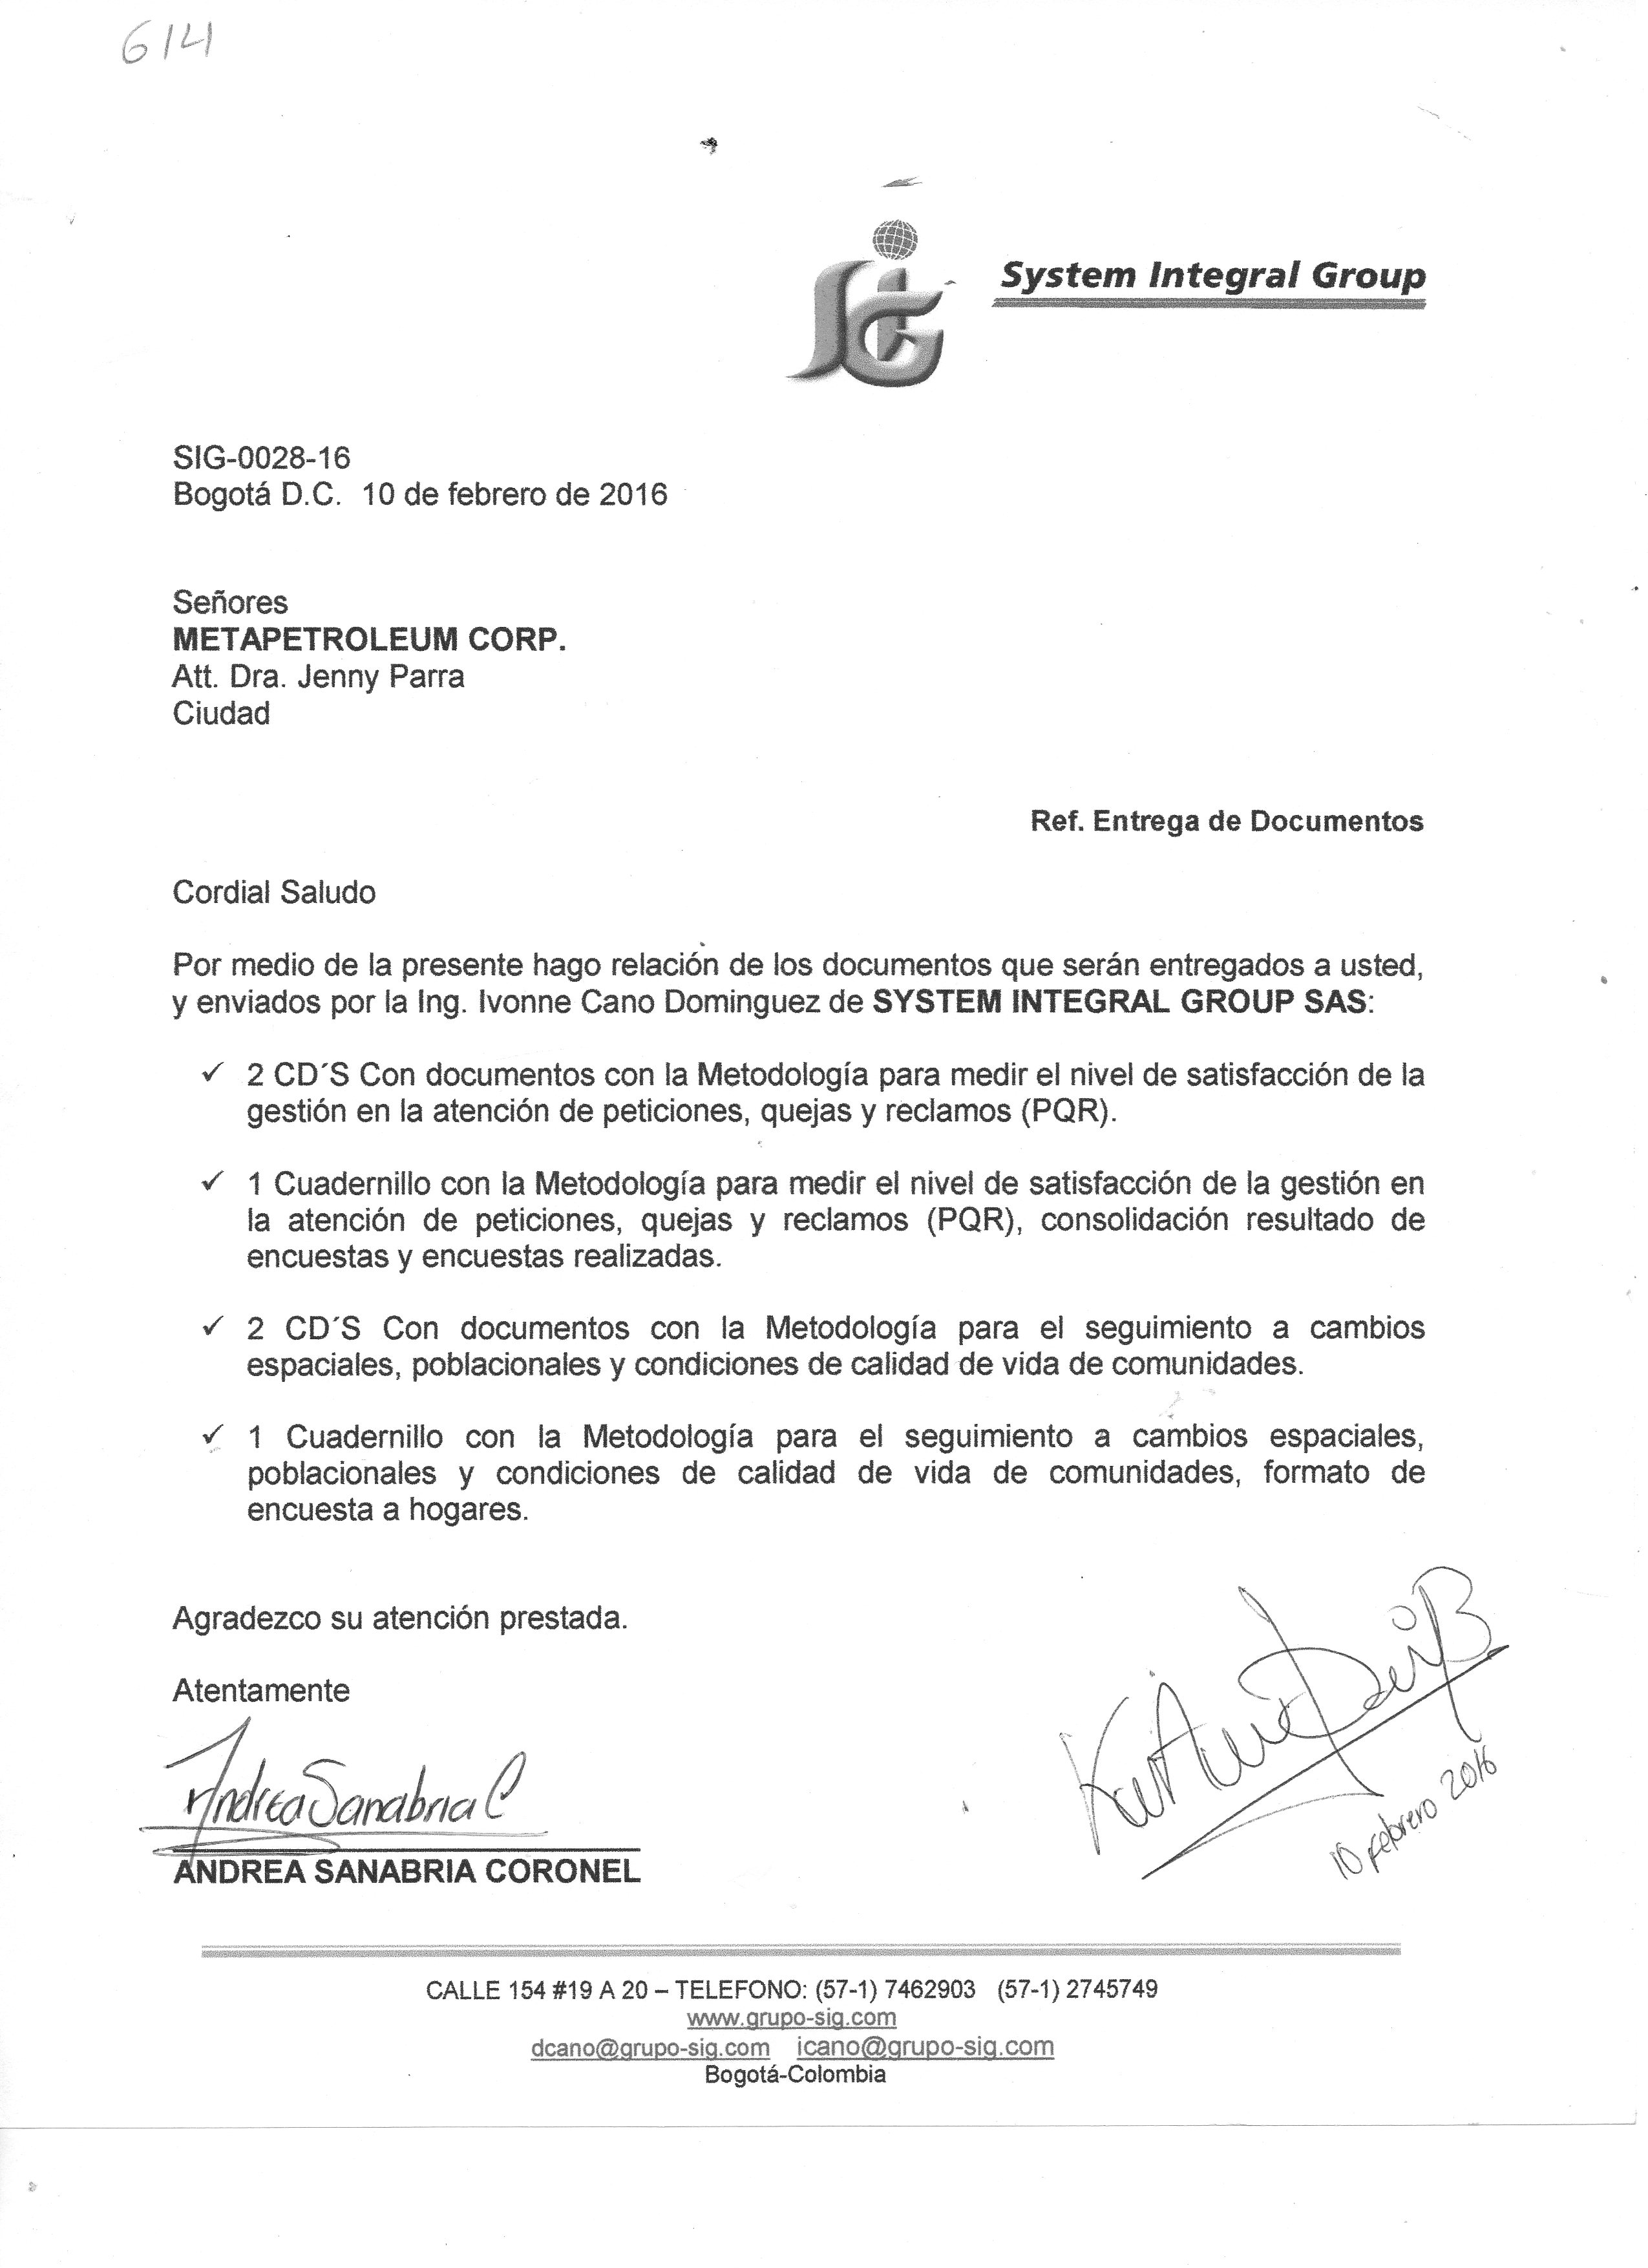 614
System Integral Group
SIG-0028-16
Bogotá D.C. 10 de febrero de 2016
Señores
METAPETROLEUM CORP.
Att. Dra. Jenny Parra
Ciudad
Ref. Entrega de Documentos
Cordial Saludo
Por medio de la presente hago relación de los documentos que serán entregados a usted,
y enviados por la Ing. Ivonne Cano Dominguez de SYSTEM INTEGRAL GROUP SAS:
✓ 2 CD´S Con documentos con la Metodología para medir el nivel de satisfacción de la
gestión en la atención de peticiones, quejas y reclamos (PQR).
✓ 1 Cuadernillo con la Metodología para medir el nivel de satisfacción de la gestión en
la atención de peticiones, quejas y reclamos (PQR), consolidación resultado de
encuestas y encuestas realizadas.
✓ 2 CD´S Con documentos con la Metodología para el seguimiento a cambios
espaciales, poblacionales y condiciones de calidad de vida de comunidades.
✓ 1 Cuadernillo con la Metodología para el seguimiento a cambios espaciales,
poblacionales y condiciones de calidad de vida de comunidades, formato de
encuesta a hogares.
Agradezco su atención prestada.
Atentamente
Andrea Sanabria C
ANDREA SANABRIA CORONEL
10 febrero 2016
CALLE 154 #19 A 20 – TELEFONO: (57-1) 7462903 (57-1) 2745749
www.grupo-sig.com
dcano@grupo-sig.com icano@grupo-sig.com
Bogotá-Colombia